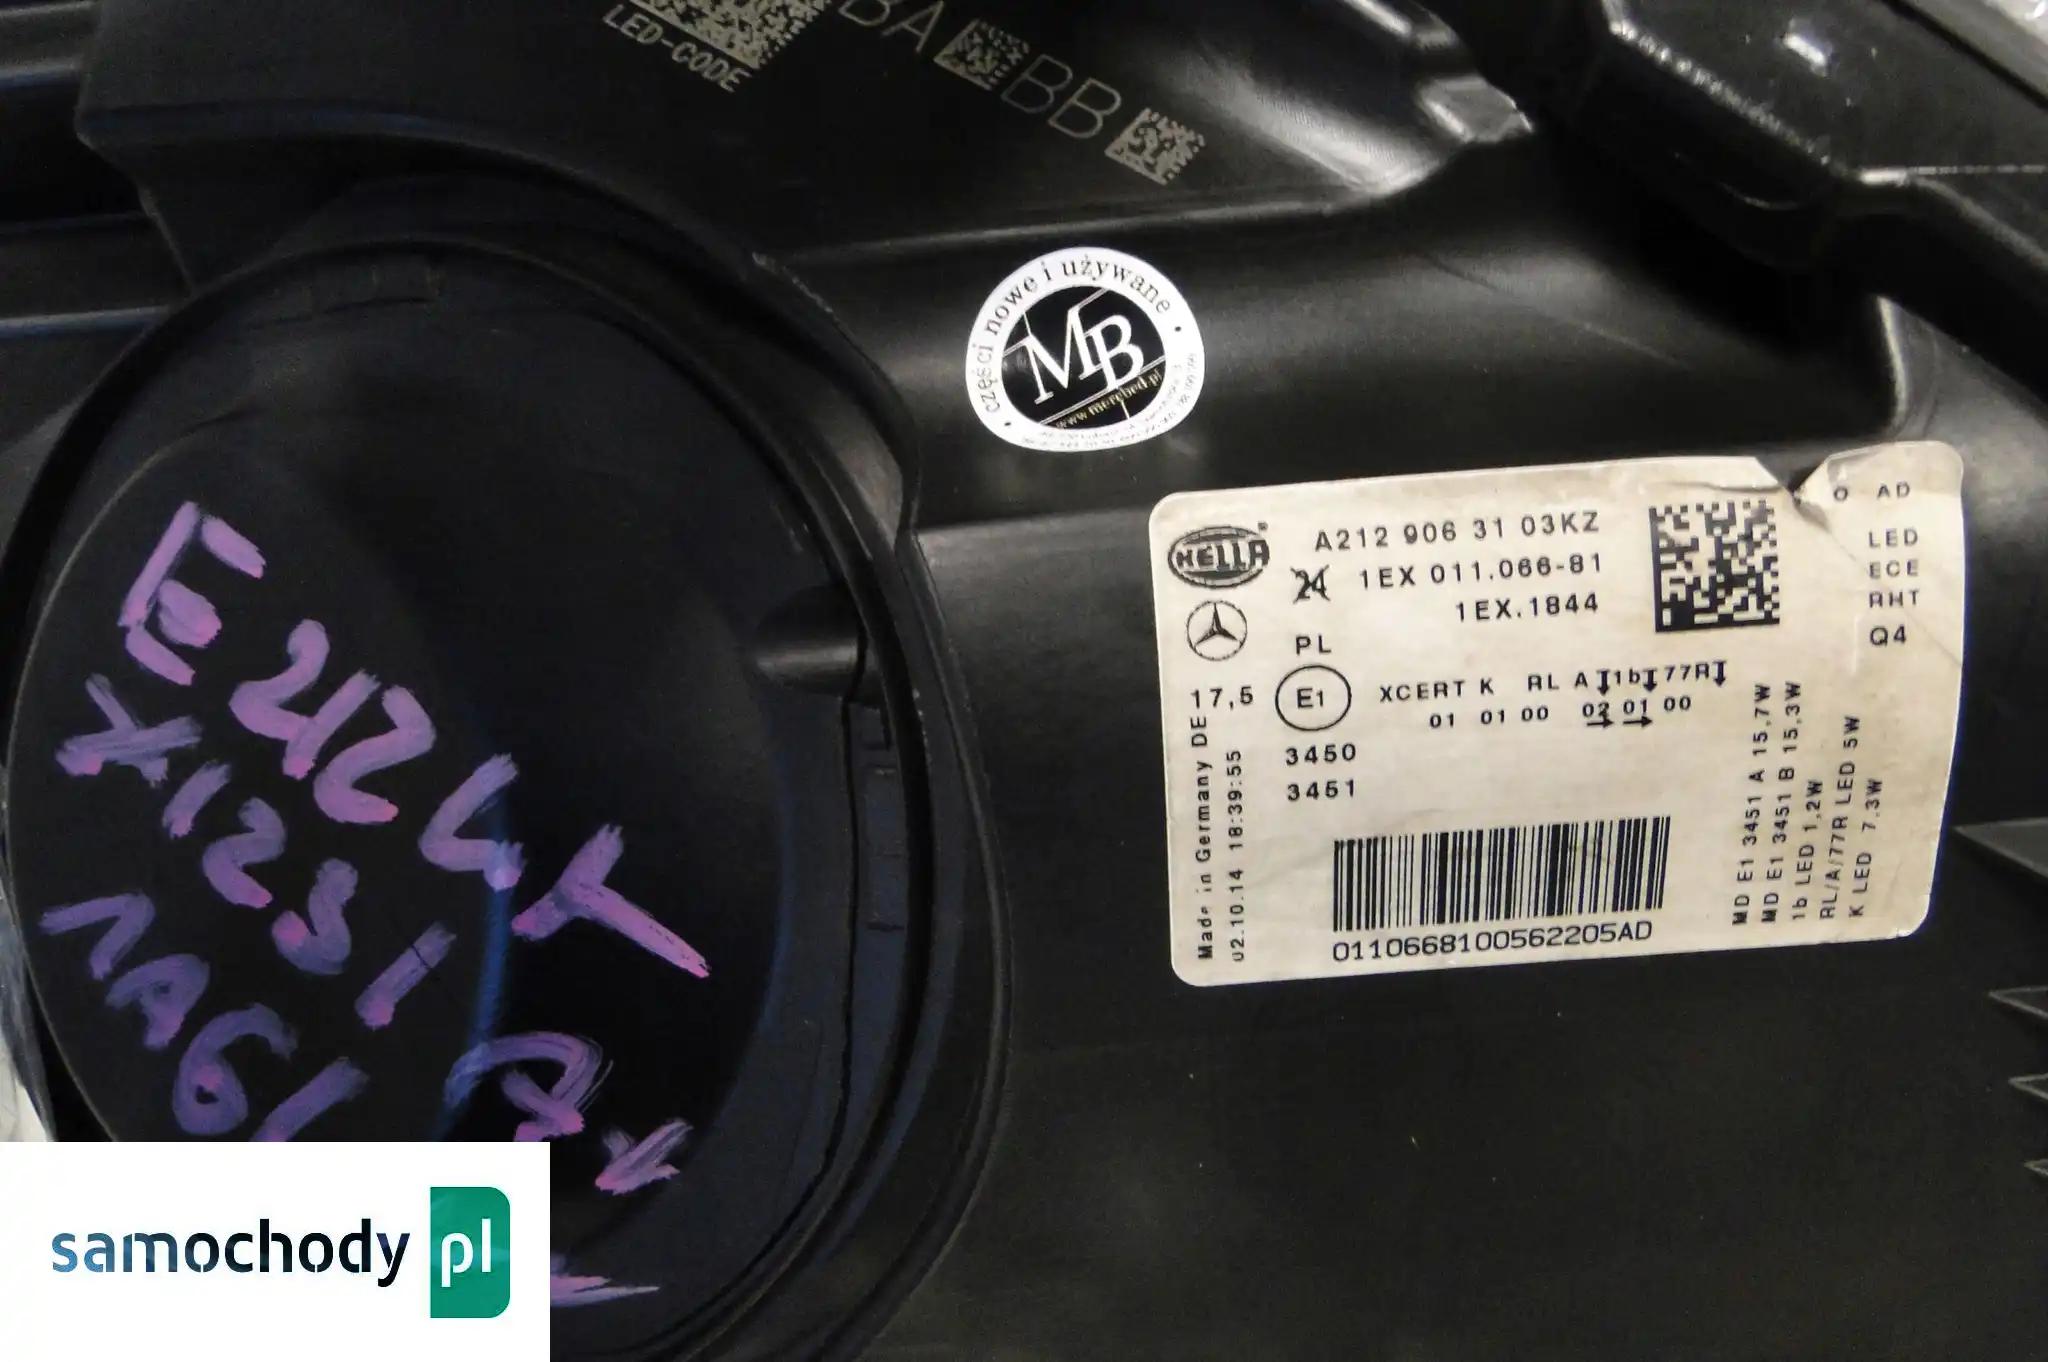 LED-CODE
BA
BB
części nowe i używane
MB
www.mercbed.pl
HELLA
A212 906 31 03KZ
24 1EX 011.066-81
1EX.1844
PL
17,5 E1 XCERT K RL A 1b 77R
01 01 00 02 01 00
3450
3451
O AD
LED
ECE
RHT
Q4
Made in Germany DE
02.10.14 18:39:55
MD E1 3451 A 15,7W
MD E1 3451 B 15,3W
1b LED 1,2W
RL/A/77R LED 5W
K LED 7,3W
0110668100562205AD
X1231
samochody pl